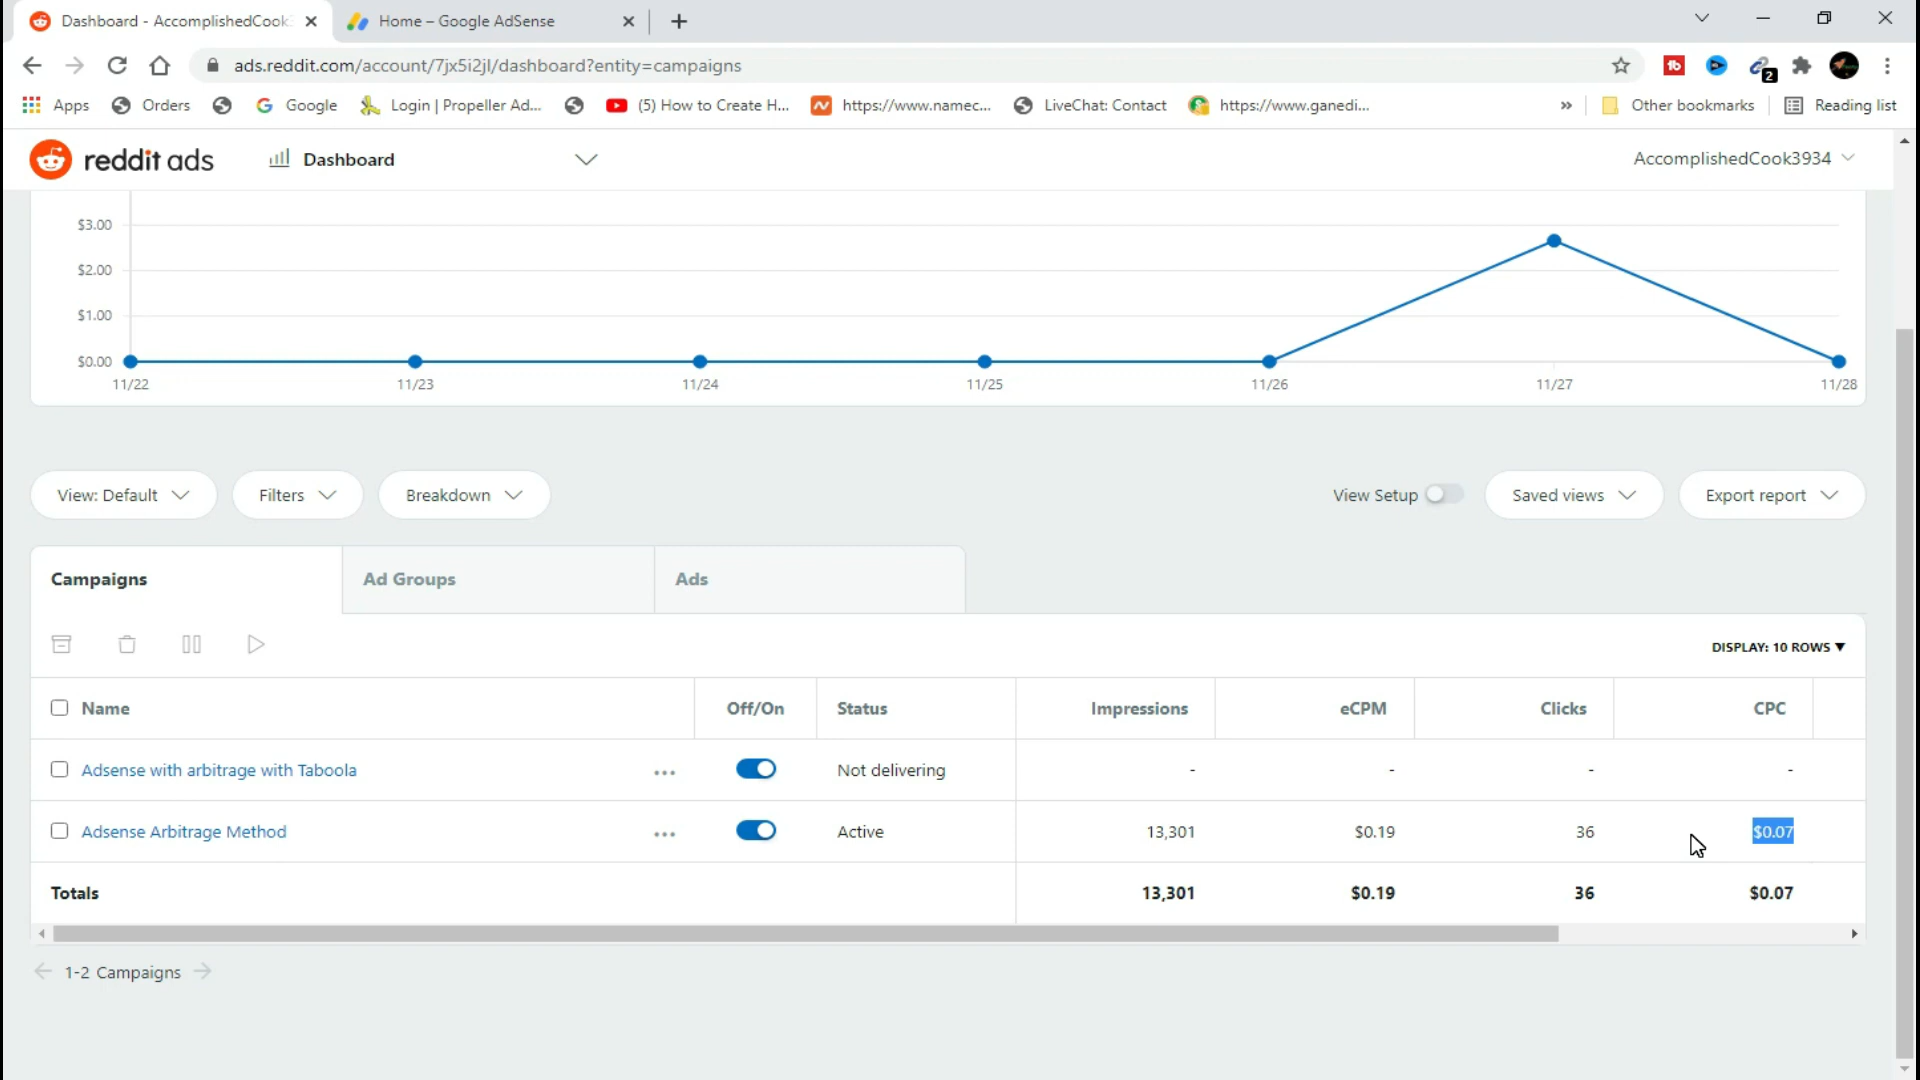 Dashboard - AccomplishedCook
Home – Google AdSense
ads.reddit.com/account/7jx5i2jl/dashboard?entity=campaigns
2
Apps
Orders
Google
Login | Propeller Ad...
(5) How to Create H...
https://www.namec...
LiveChat: Contact
https://www.ganedi...
»
Other bookmarks
Reading list
reddit ads
Dashboard
AccomplishedCook3934
$3.00
$2.00
$1.00
$0.00
11/22 11/23 11/24 11/25 11/26 11/27 11/28
View: Default
Filters
Breakdown
View Setup
Saved views
Export report
Campaigns
Ad Groups
Ads
DISPLAY: 10 ROWS ▼
Name Off/On Status Impressions eCPM Clicks CPC
Adsense with arbitrage with Taboola ... Not delivering - - - -
Adsense Arbitrage Method ... Active 13,301 $0.19 36 $0.07
Totals 13,301 $0.19 36 $0.07
1-2 Campaigns